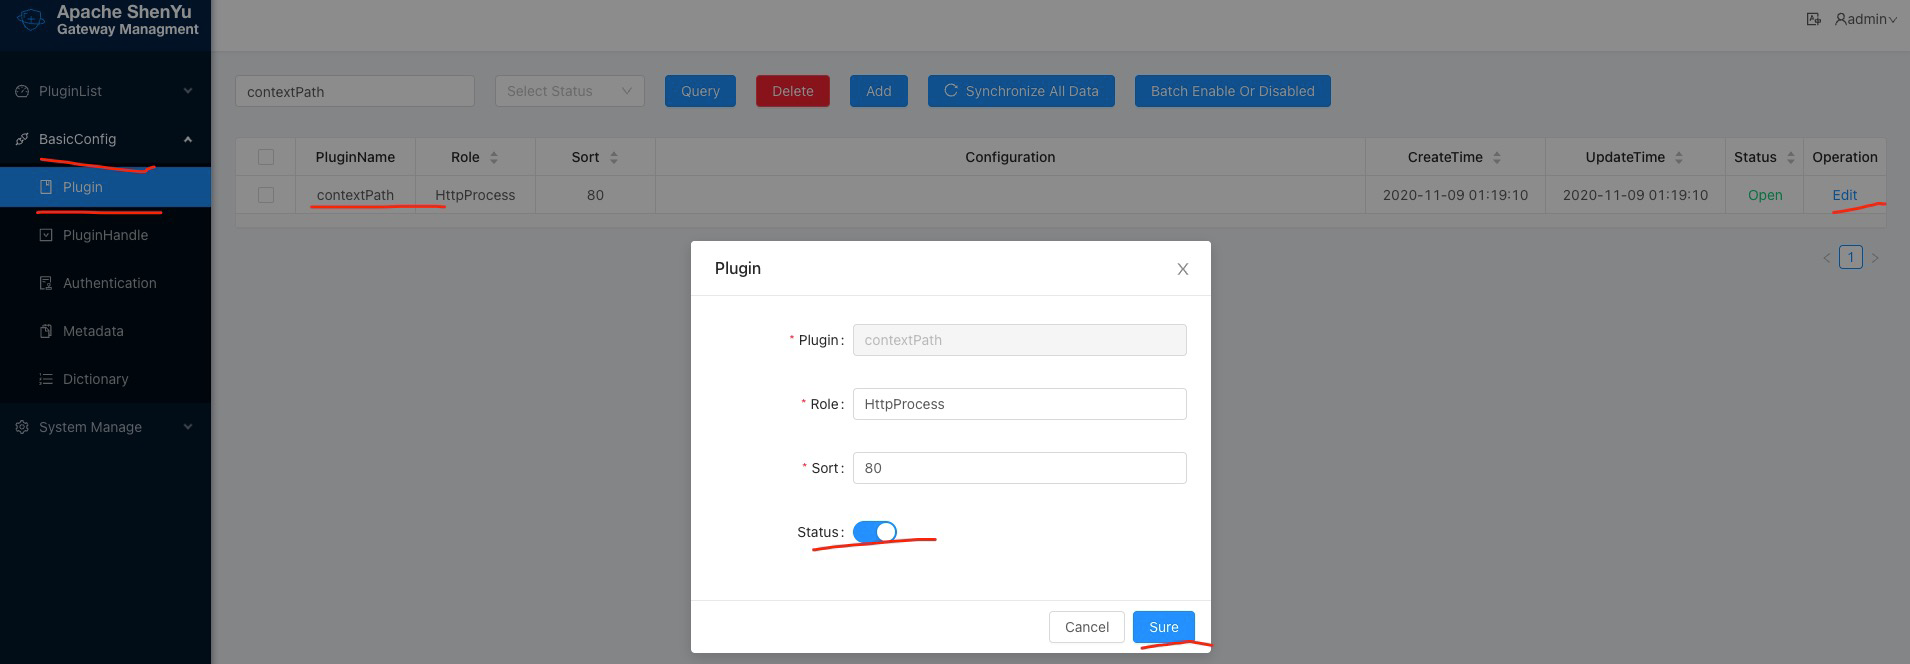 Apache ShenYu
Gateway Managment
admin
PluginList
BasicConfig
Plugin
PluginHandle
Authentication
Metadata
Dictionary
System Manage
contextPath Select Status Query Delete Add Synchronize All Data Batch Enable Or Disabled
PluginName Role Sort Configuration CreateTime UpdateTime Status Operation
contextPath HttpProcess 80 2020-11-09 01:19:10 2020-11-09 01:19:10 Open Edit
< 1 >
Plugin
* Plugin: contextPath
* Role: HttpProcess
* Sort: 80
Status:
Cancel Sure